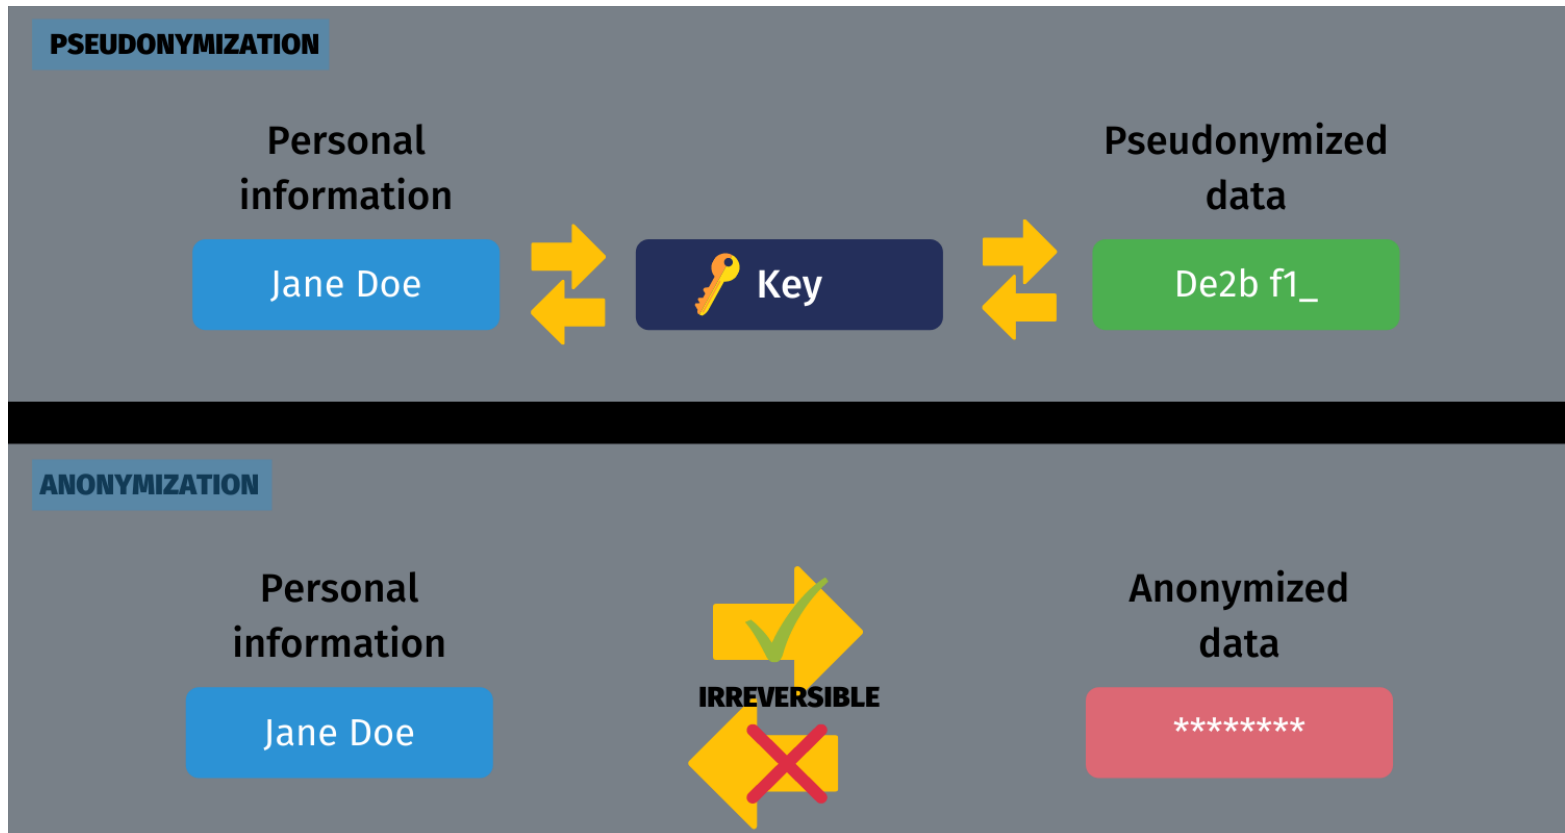 PSEUDONYMIZATION
Personal
information
Pseudonymized
data
Jane Doe
Key
De2b f1_
ANONYMIZATION
Personal
information
Anonymized
data
IRREVERSIBLE
Jane Doe
********